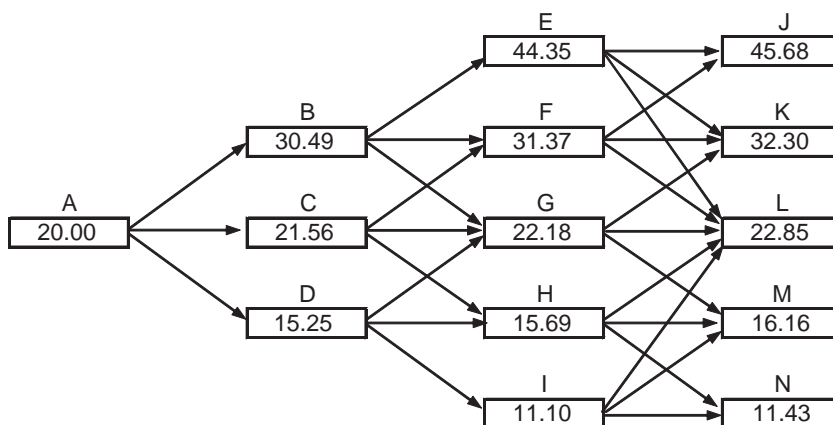 E J
44.35 45.68
B F K
30.49 31.37 32.30
A C G L
20.00 21.56 22.18 22.85
D H M
15.25 15.69 16.16
I N
11.10 11.43